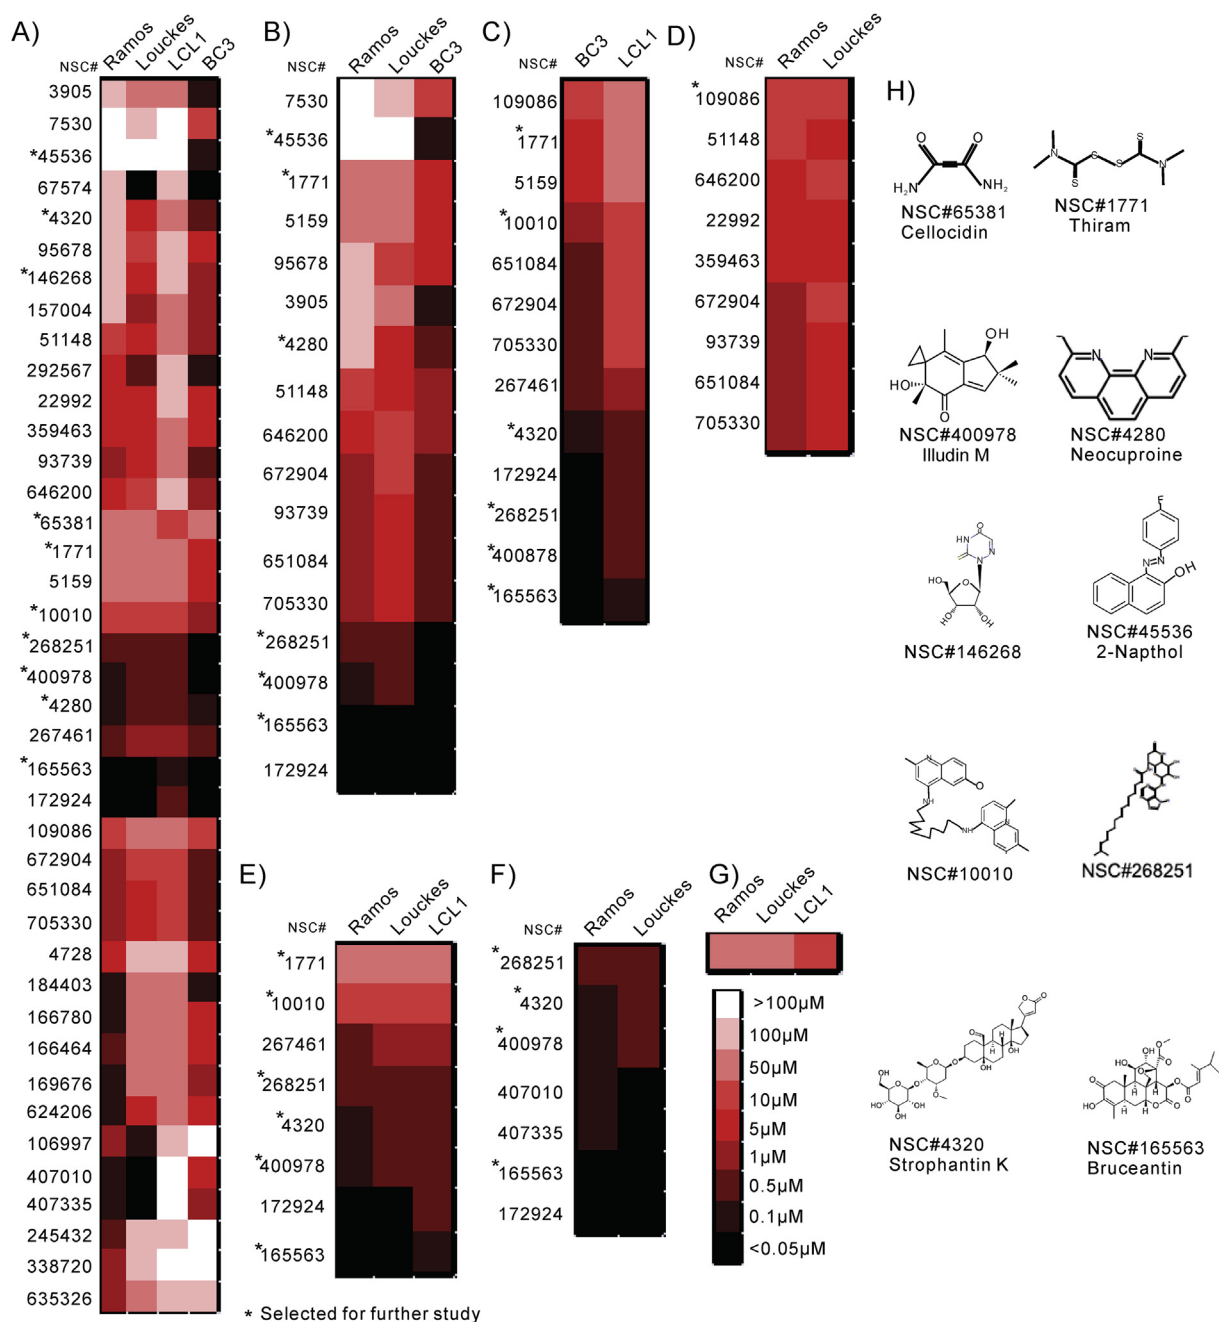 A)
Ramos
Louckes
LCL1
BC3
NSC#
3905
7530
*45536
67574
*4320
95678
*146268
157004
51148
292567
22992
359463
93739
646200
*65381
*1771
5159
*10010
*268251
*400978
*4280
267461
*165563
172924
109086
672904
651084
705330
4728
184403
166780
166464
169676
624206
106997
407010
407335
245432
338720
635326
B)
Ramos
Louckes
BC3
NSC#
7530
*45536
*1771
5159
95678
3905
*4280
51148
646200
672904
93739
651084
705330
*268251
*400978
*165563
172924
C)
BC3
LCL1
NSC#
109086
*1771
5159
*10010
651084
672904
705330
267461
*4320
172924
*268251
*400878
*165563
D)
Ramos
Louckes
NSC#
*109086
51148
646200
22992
359463
672904
93739
651084
705330
E)
Ramos
Louckes
LCL1
NSC#
*1771
*10010
267461
*268251
*4320
*400978
172924
*165563
F)
Ramos
Louckes
NSC#
*268251
*4320
*400978
407010
407335
*165563
172924
G)
Ramos
Louckes
LCL1
>100µM
100µM
50µM
10µM
5µM
1µM
0.5µM
0.1µM
<0.05µM
H)
NSC#65381
Cellocidin
NSC#1771
Thiram
NSC#400978
Illudin M
NSC#4280
Neocuproine
NSC#146268
NSC#45536
2-Napthol
NSC#10010
NSC#268251
NSC#4320
Strophantin K
NSC#165563
Bruceantin
* Selected for further study